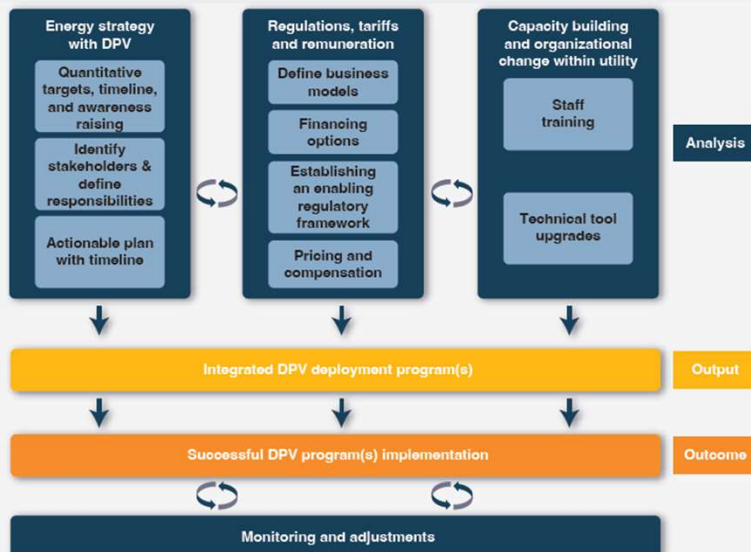 Energy strategy
with DPV
Quantitative
targets, timeline,
and awareness
raising
Identify
stakeholders &
define
responsibilities
Actionable plan
with timeline
Regulations, tariffs
and remuneration
Define business
models
Financing
options
Establishing
an enabling
regulatory
framework
Pricing and
compensation
Capacity building
and organizational
change within utility
Staff
training
Technical tool
upgrades
Analysis
Integrated DPV deployment program(s)
Output
Successful DPV program(s) implementation
Outcome
Monitoring and adjustments